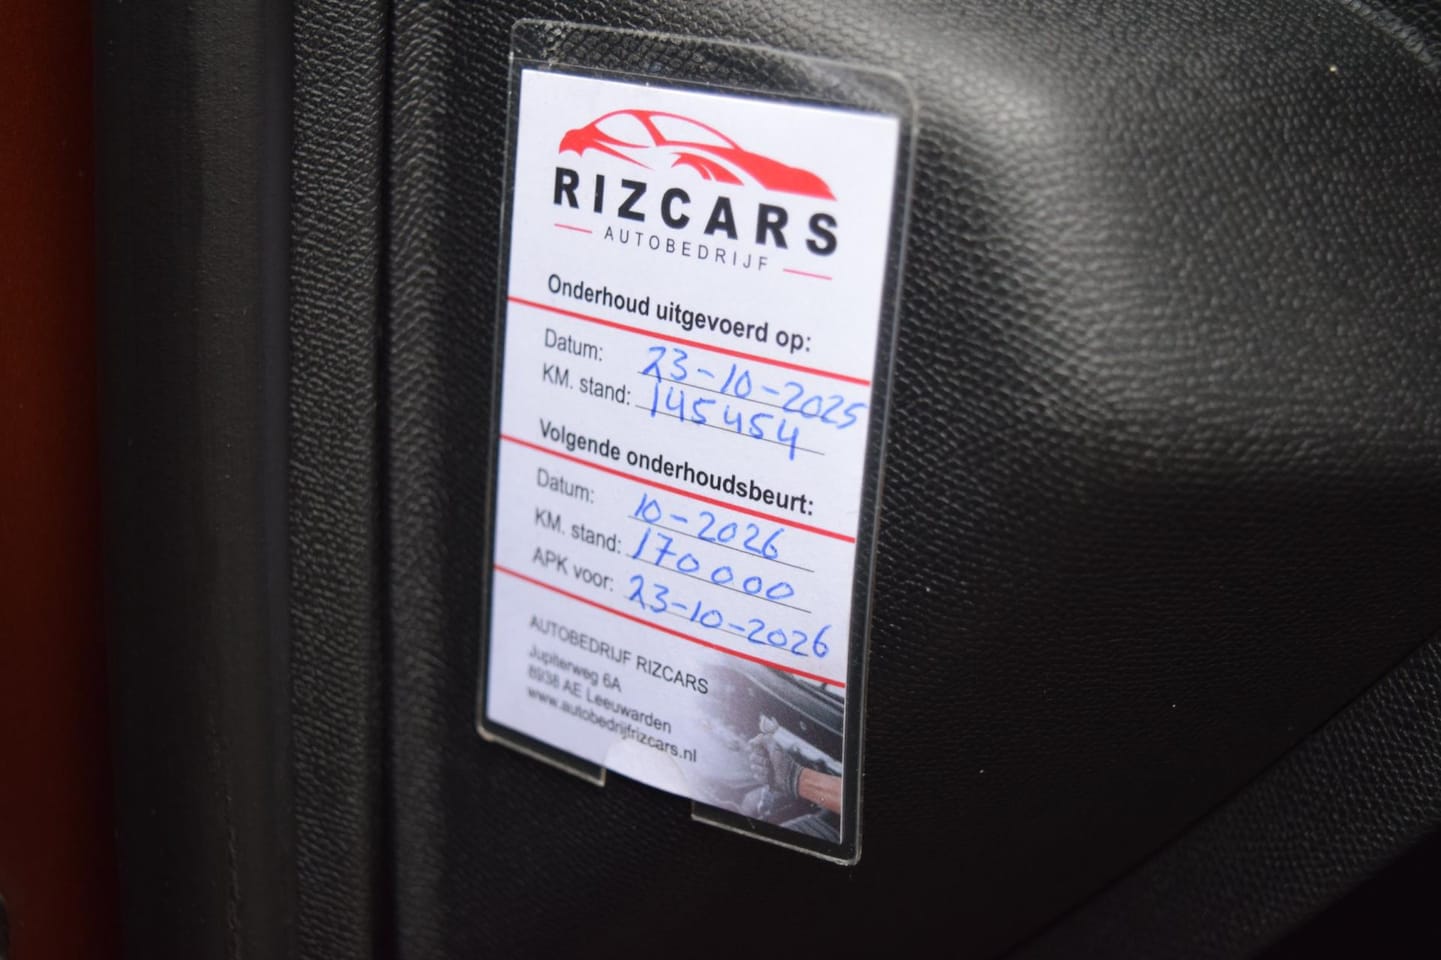 RIZCARS
AUTOBEDRIJF
Onderhoud uitgevoerd op:
Datum: 23-10-2025
KM. stand: 145454
Volgende onderhoudsbeurt:
Datum: 10-2026
KM. stand: 170000
APK voor: 23-10-2026
AUTOBEDRIJF RIZCARS
Jupiterweg 6A
8938 AE Leeuwarden
www.autobedrijfrizcars.nl